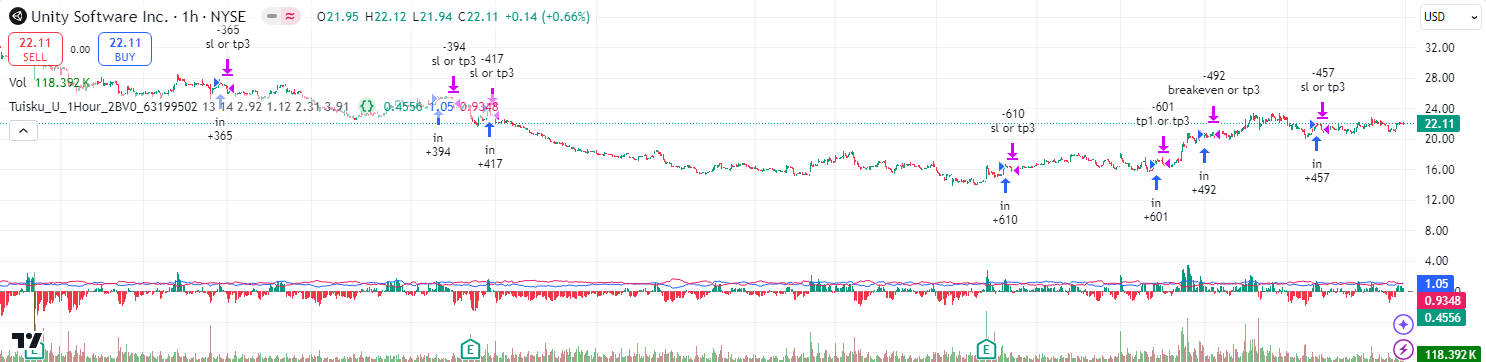 Unity Software Inc. · 1h · NYSE
O21.95 H22.12 L21.94 C22.11 +0.14 (+0.66%)
USD
22.11
SELL
0.00
22.11
BUY
Vol 118.392 K
Tuisku_U_1Hour_2BV0_63199502 13 14 2.92 1.12 2.31 3.91 {} 0.4556 1.05 0.9348
-365
sl or tp3
in
+365
-394
sl or tp3
in
+394
-417
sl or tp3
in
+417
-610
sl or tp3
in
+610
-601
tp1 or tp3
in
+601
-492
breakeven or tp3
in
+492
-457
sl or tp3
in
+457
32.00
28.00
24.00
22.11
20.00
16.00
12.00
8.00
4.00
1.05
0.9348
0.4556
118.392 K
E
E
E